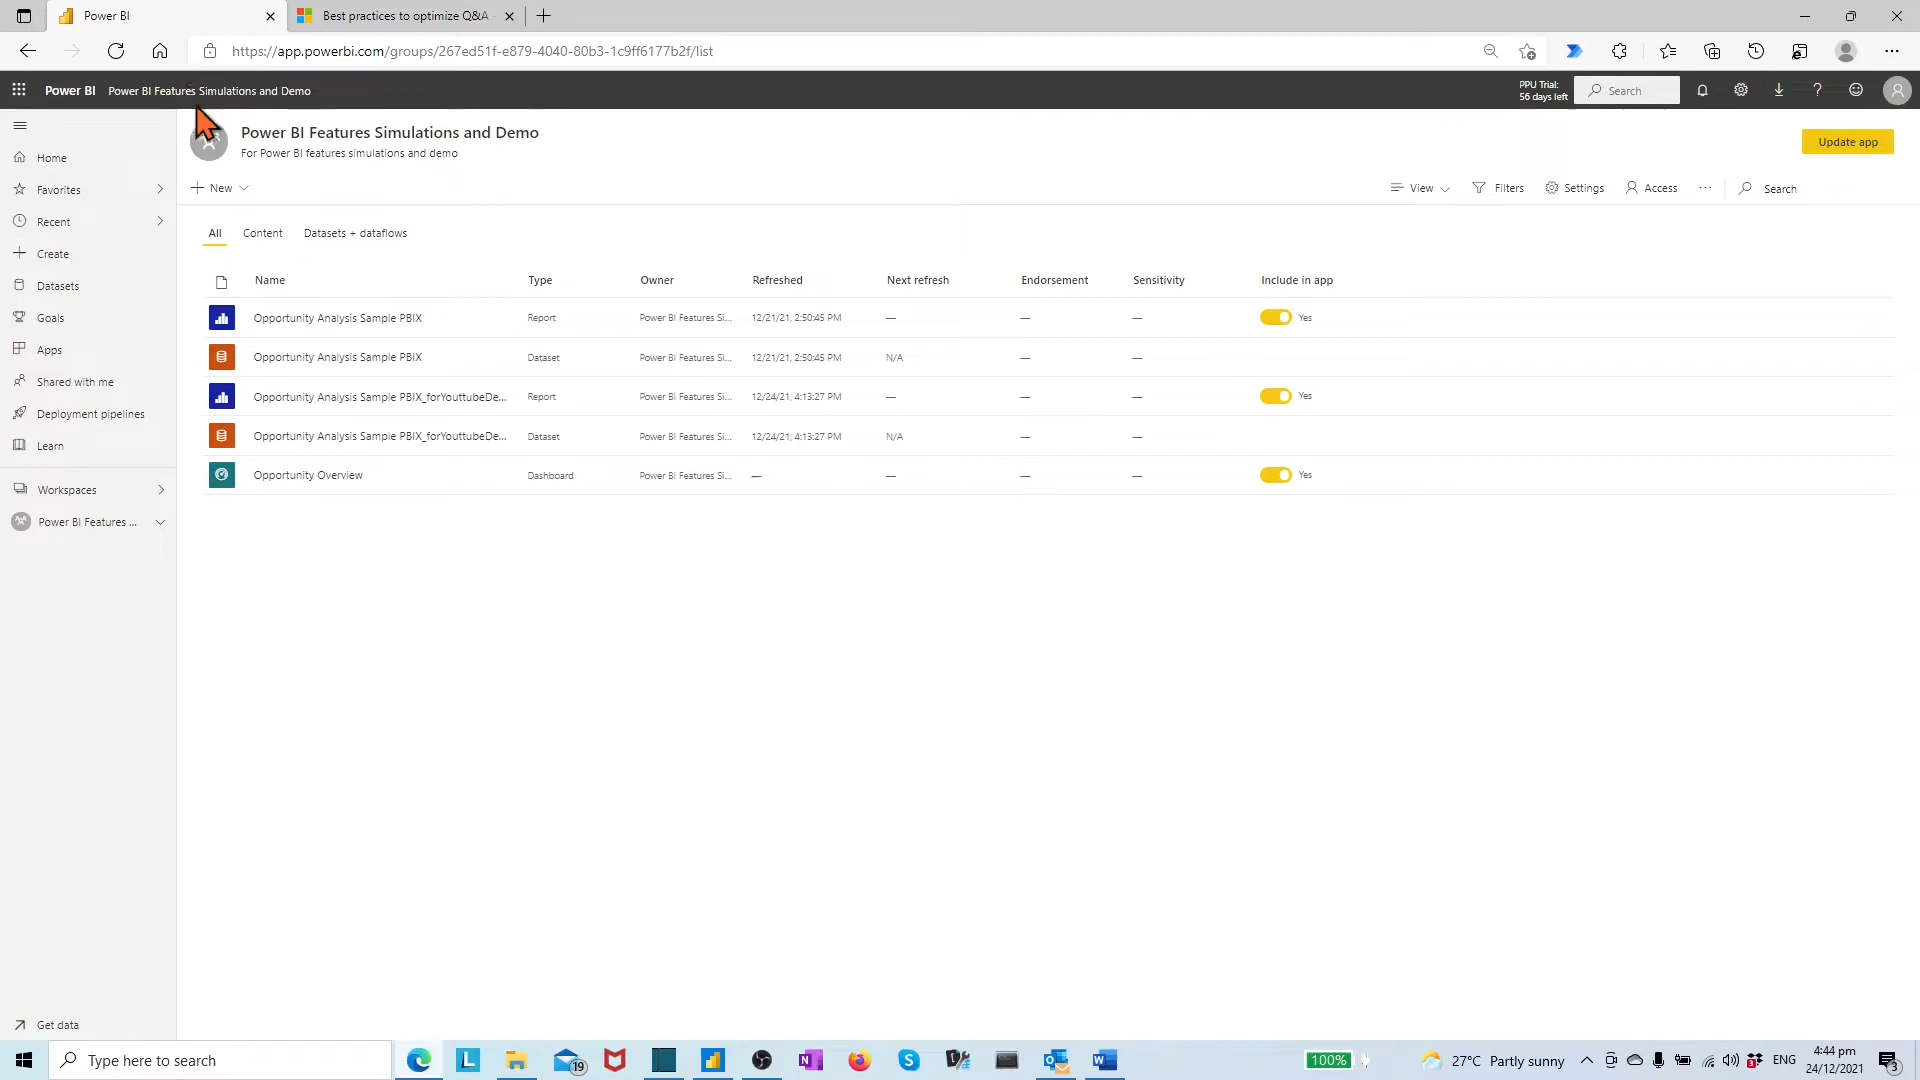 Power BI
Best practices to optimize Q&A
https://app.powerbi.com/groups/267ed51f-e879-4040-80b3-1c9ff6177b2f/list
Power BI Power BI Features Simulations and Demo
PPU Trial:
56 days left
Search
Power BI Features Simulations and Demo
For Power BI features simulations and demo
Update app
New
View
Filters
Settings
Access
Search
Home
Favorites
Recent
Create
Datasets
Goals
Apps
Shared with me
Deployment pipelines
Learn
Workspaces
Power BI Features ...
Get data
All Content Datasets + dataflows
Name Type Owner Refreshed Next refresh Endorsement Sensitivity Include in app
Opportunity Analysis Sample PBIX Report Power BI Features Si... 12/21/21, 2:50:45 PM — — — Yes
Opportunity Analysis Sample PBIX Dataset Power BI Features Si... 12/21/21, 2:50:45 PM N/A — —
Opportunity Analysis Sample PBIX_forYouttubeDe... Report Power BI Features Si... 12/24/21, 4:13:27 PM — — — Yes
Opportunity Analysis Sample PBIX_forYouttubeDe... Dataset Power BI Features Si... 12/24/21, 4:13:27 PM N/A — —
Opportunity Overview Dashboard Power BI Features Si... — — — — Yes
Type here to search
19
100%
27°C Partly sunny
3
ENG
4:44 pm
24/12/2021
3